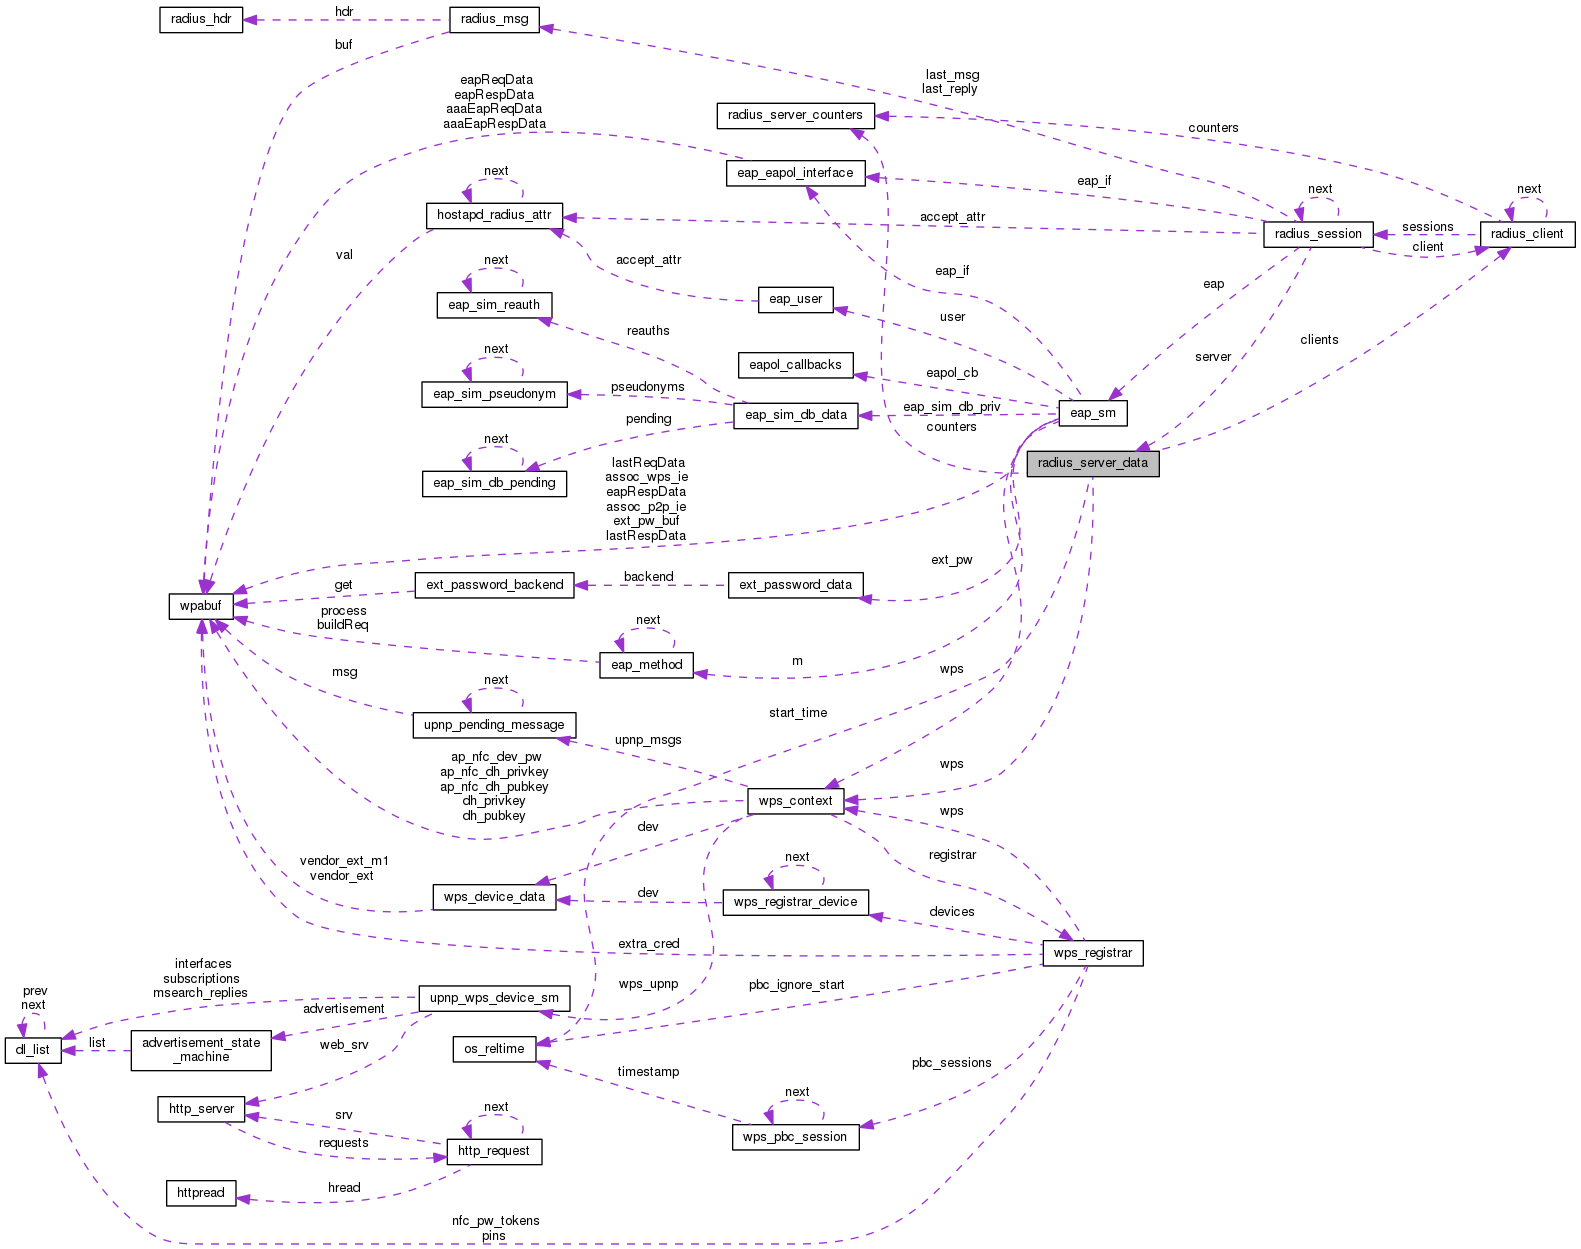 radius_hdr
hdr
radius_msg
buf
last_msg
last_reply
eapReqData
eapRespData
aaaEapReqData
aaaEapRespData
radius_server_counters
counters
eap_eapol_interface
eap_if
next
hostapd_radius_attr
accept_attr
next
radius_session
next
radius_client
sessions
client
val
accept_attr
eap_if
eap
next
eap_sim_reauth
eap_user
user
clients
server
reauths
next
eap_sim_pseudonym
pseudonyms
eapol_callbacks
eapol_cb
eap_sim_db_data
eap_sim_db_priv
eap_sm
counters
pending
next
eap_sim_db_pending
radius_server_data
lastReqData
assoc_wps_ie
eapRespData
assoc_p2p_ie
ext_pw_buf
lastRespData
ext_pw
wpabuf
get
ext_password_backend
backend
ext_password_data
process
buildReq
next
eap_method
m
wps
msg
next
upnp_pending_message
upnp_msgs
start_time
ap_nfc_dev_pw
ap_nfc_dh_privkey
ap_nfc_dh_pubkey
dh_privkey
dh_pubkey
wps_context
wps
wps
dev
registrar
vendor_ext_m1
vendor_ext
wps_device_data
dev
next
wps_registrar_device
devices
extra_cred
wps_registrar
interfaces
subscriptions
msearch_replies
upnp_wps_device_sm
wps_upnp
pbc_ignore_start
prev
next
dl_list
list
advertisement_state
_machine
advertisement
web_srv
os_reltime
timestamp
pbc_sessions
http_server
srv
requests
next
http_request
next
wps_pbc_session
httpread
hread
nfc_pw_tokens
pins